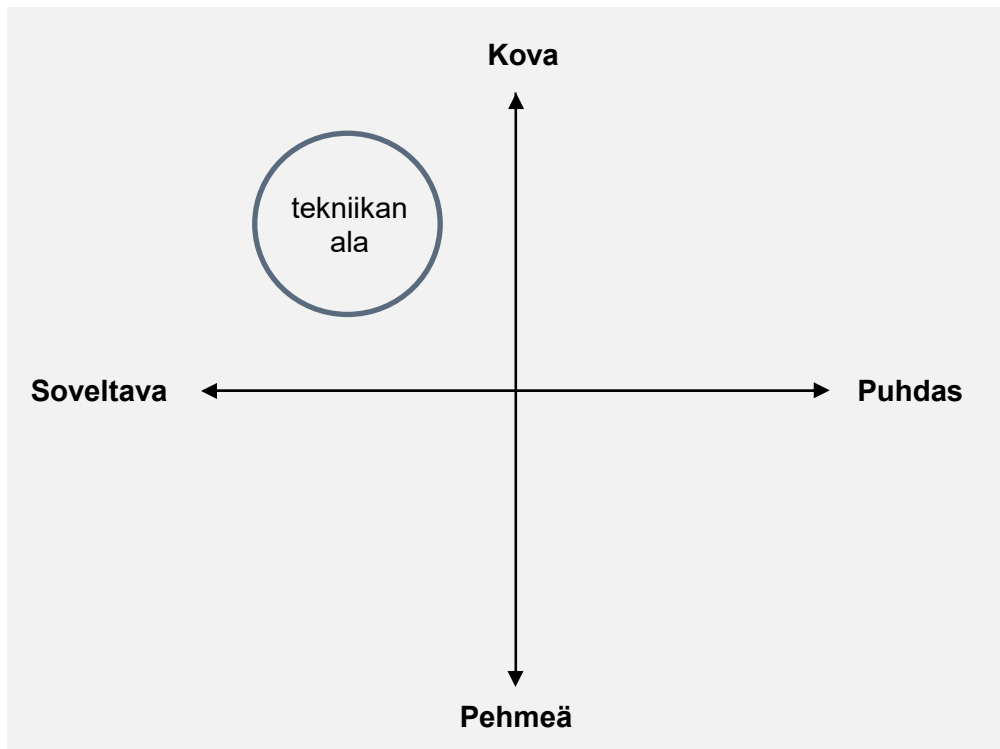 Kova
tekniikan
ala
Soveltava
Puhdas
Pehmeä